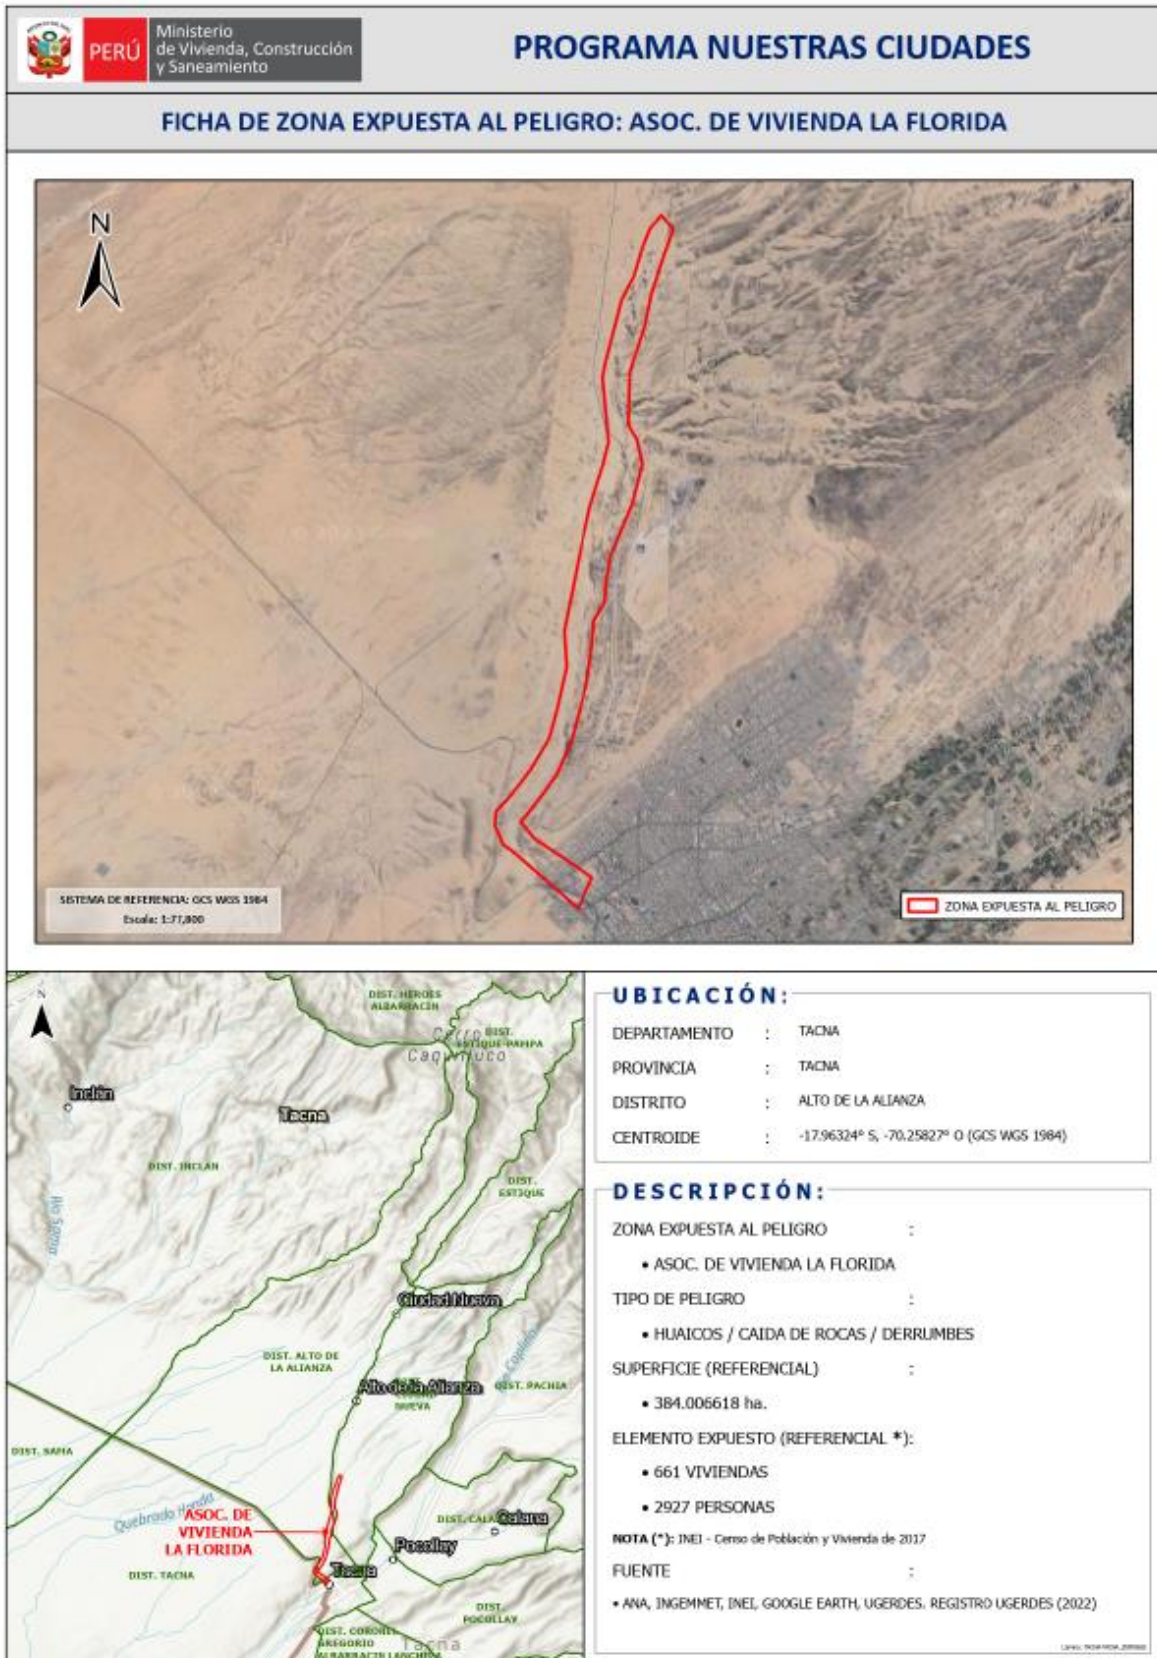 PERÚ
Ministerio
de Vivienda, Construcción
y Saneamiento
PROGRAMA NUESTRAS CIUDADES
FICHA DE ZONA EXPUESTA AL PELIGRO: ASOC. DE VIVIENDA LA FLORIDA
N
SISTEMA DE REFERENCIA: GCS WGS 1984
Escala: 1:77,800
ZONA EXPUESTA AL PELIGRO
N
DIST. HEROES
ALBARRACIN
Cerro
Caquilluco
DIST.
ESTIQUE-PAMPA
Inclán
Tacna
DIST. INCLAN
DIST.
ESTIQUE
Río Sama
Ciudad Nueva
DIST. ALTO DE
LA ALIANZA
Alto de la Alianza
NUEVA
DIST. PACHIA
DIST. SAMA
Quebrada Honda
ASOC. DE
VIVIENDA
LA FLORIDA
DIST. CALA
Calana
Pocollay
Tacna
DIST. TACNA
DIST.
POCOLLAY
DIST. CORONEL
GREGORIO
ALBARRACIN LANCHIPA
Tacna
UBICACIÓN:
DEPARTAMENTO : TACNA
PROVINCIA : TACNA
DISTRITO : ALTO DE LA ALIANZA
CENTROIDE : -17.96324° S, -70.25827° O (GCS WGS 1984)
DESCRIPCIÓN:
ZONA EXPUESTA AL PELIGRO :
• ASOC. DE VIVIENDA LA FLORIDA
TIPO DE PELIGRO :
• HUAICOS / CAIDA DE ROCAS / DERRUMBES
SUPERFICIE (REFERENCIAL) :
• 384.006618 ha.
ELEMENTO EXPUESTO (REFERENCIAL *):
• 661 VIVIENDAS
• 2927 PERSONAS
NOTA (*): INEI - Censo de Población y Vivienda de 2017
FUENTE :
• ANA, INGEMMET, INEI, GOOGLE EARTH, UGERDES. REGISTRO UGERDES (2022)